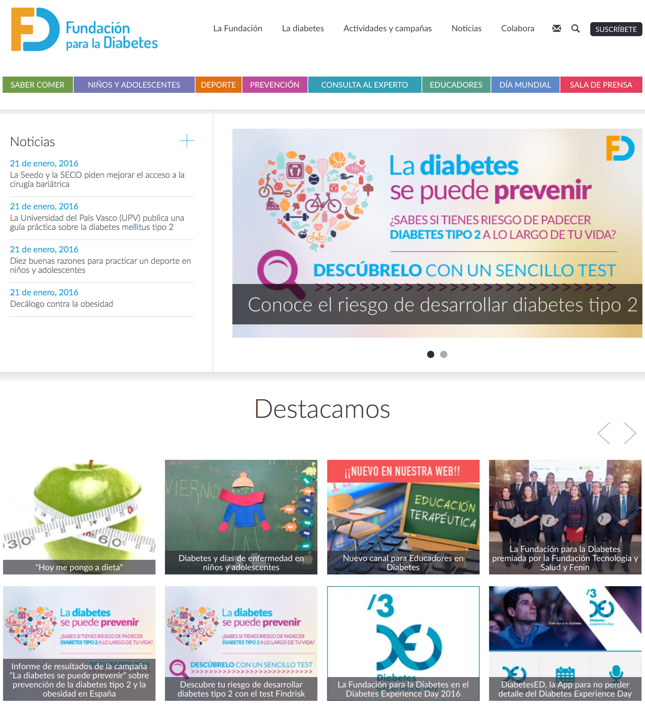 Fundación
para la Diabetes
La Fundación
La diabetes
Actividades y campañas
Noticias
Colabora
SUSCRÍBETE
SABER COMER
NIÑOS Y ADOLESCENTES
DEPORTE
PREVENCIÓN
CONSULTA AL EXPERTO
EDUCADORES
DÍA MUNDIAL
SALA DE PRENSA
Noticias
21 de enero, 2016
La Seedo y la SECO piden mejorar el acceso a la
cirugía bariátrica
21 de enero, 2016
La Universidad del País Vasco (UPV) publica una
guía práctica sobre la diabetes mellitus tipo 2
21 de enero, 2016
Diez buenas razones para practicar un deporte en
niños y adolescentes
21 de enero, 2016
Decálogo contra la obesidad
FD
La diabetes
se puede prevenir
¿SABES SI TIENES RIESGO DE PADECER
DIABETES TIPO 2 A LO LARGO DE TU VIDA?
DESCÚBRELO CON UN SENCILLO TEST
Conoce el riesgo de desarrollar diabetes tipo 2
Destacamos
30
60
"Hoy me pongo a dieta"
VIERNO
Diabetes y días de enfermedad en
niños y adolescentes
¡¡NUEVO EN NUESTRA WEB!!
EDUCACIÓN
TERAPÉUTICA
Nuevo canal para Educadores en
Diabetes
La Fundación para la Diabetes
premiada por la Fundación Tecnología y
Salud y Fenin
La diabetes
se puede prevenir
¿SABES SI TIENES RIESGO DE PADECER
DIABETES TIPO 2 A LO LARGO DE TU VIDA?
Informe de resultados de la campaña
"La diabetes se puede prevenir" sobre
prevención de la diabetes tipo 2 y la
obesidad en España
La diabetes
se puede prevenir
¿SABES SI TIENES RIESGO DE PADECER
DIABETES TIPO 2 A LO LARGO DE TU VIDA?
DESCÚBRELO CON UN SENCILLO TEST
Descubre tu riesgo de desarrollar
diabetes tipo 2 con el test Findrisk
/3
La Fundación para la Diabetes en el
Diabetes Experience Day 2016
/3
Diabetes
experience day!
DiabetesED, la App para no perder
detalle del Diabetes Experience Day